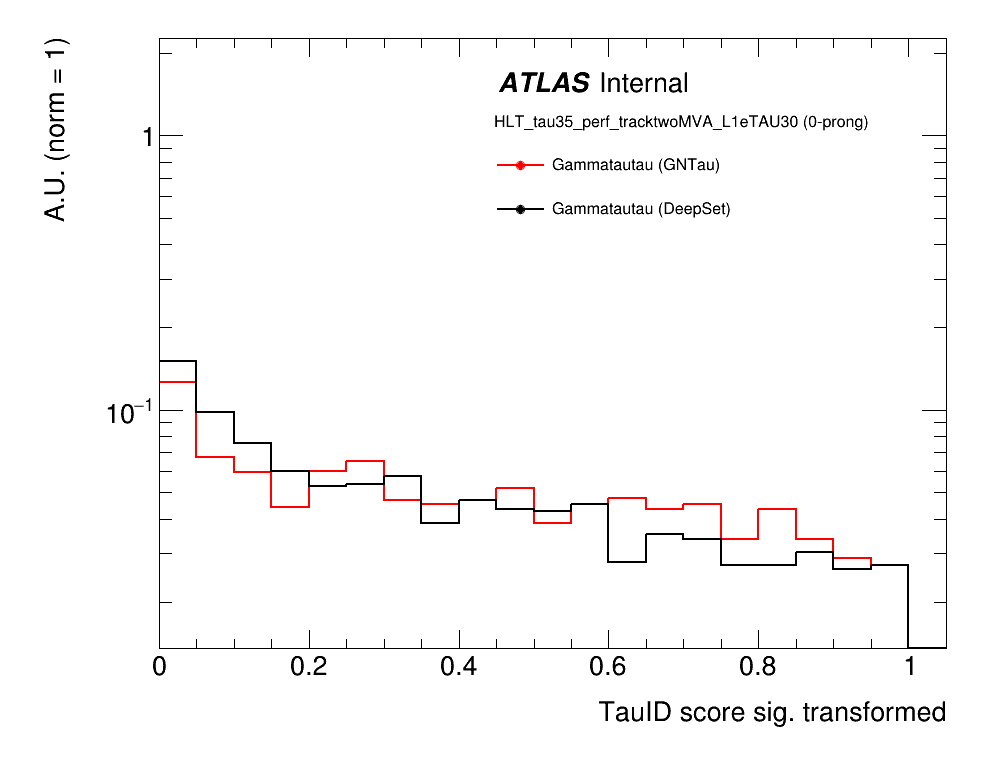 A.U. (norm = 1)
ATLAS Internal
HLT_tau35_perf_tracktwoMVA_L1eTAU30 (0-prong)
Gammatautau (GNTau)
Gammatautau (DeepSet)
1
10⁻¹
0 0.2 0.4 0.6 0.8 1
TauID score sig. transformed